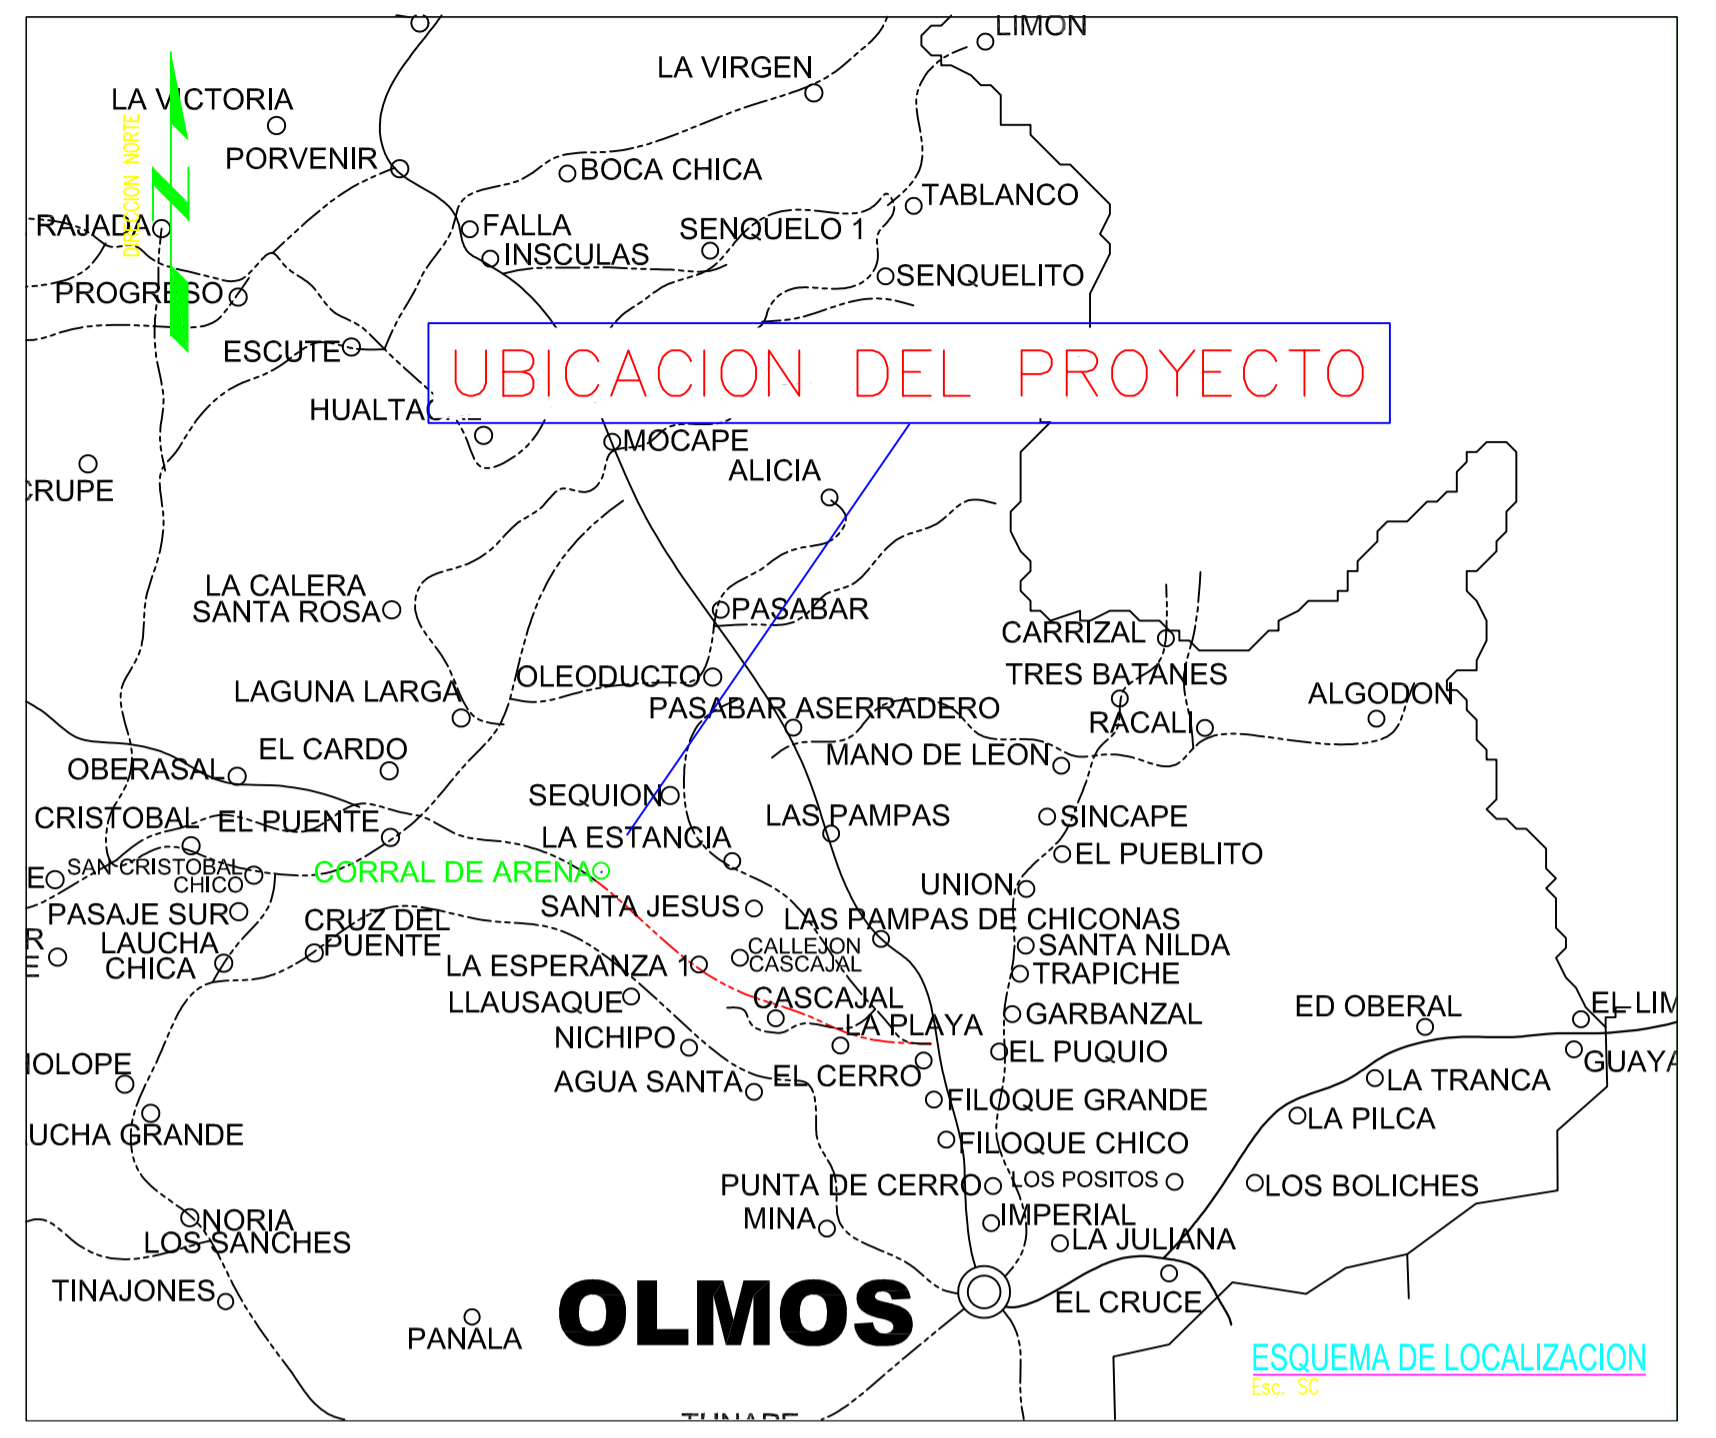 LIMON
LA VIRGEN
LA VICTORIA
DIRECCION NORTE
PORVENIR
BOCA CHICA
TABLANCO
RAJADA
FALLA
SENQUELO 1
INSCULAS
SENQUELITO
PROGRESO
ESCUTE
UBICACION DEL PROYECTO
MOCAPE
ALICIA
CRUPE
LA CALERA
SANTA ROSA
PASABAR
CARRIZAL
OLEODUCTO
TRES BATANES
LAGUNA LARGA
ALGODON
PASABAR ASERRADERO
RACALI
EL CARDO
MANO DE LEON
OBERASAL
SEQUION
CRISTOBAL
EL PUENTE
LAS PAMPAS
SINCAPE
LA ESTANCIA
EL PUEBLITO
SAN CRISTOBAL
CHICO
CORRAL DE ARENA
UNION
PASAJE SUR
CRUZ DEL
PUENTE
SANTA JESUS
LAS PAMPAS DE CHICONAS
LAUCHA
CHICA
CALLEJON
CASCAJAL
SANTA NILDA
LA ESPERANZA 1
TRAPICHE
LLAUSAQUE
CASCAJAL
ED OBERAL
EL LIM
GARBANZAL
NICHIPO
LA PLAYA
EL PUQUIO
GUAYA
OLOPE
AGUA SANTA
EL CERRO
LA TRANCA
FILOQUE GRANDE
LA PILCA
UCHA GRANDE
FILOQUE CHICO
PUNTA DE CERRO
LOS POSITOS
LOS BOLICHES
NORIA
LOS SANCHES
MINA
IMPERIAL
LA JULIANA
TINAJONES
OLMOS
EL CRUCE
PANALA
ESQUEMA DE LOCALIZACION
Esc. SC